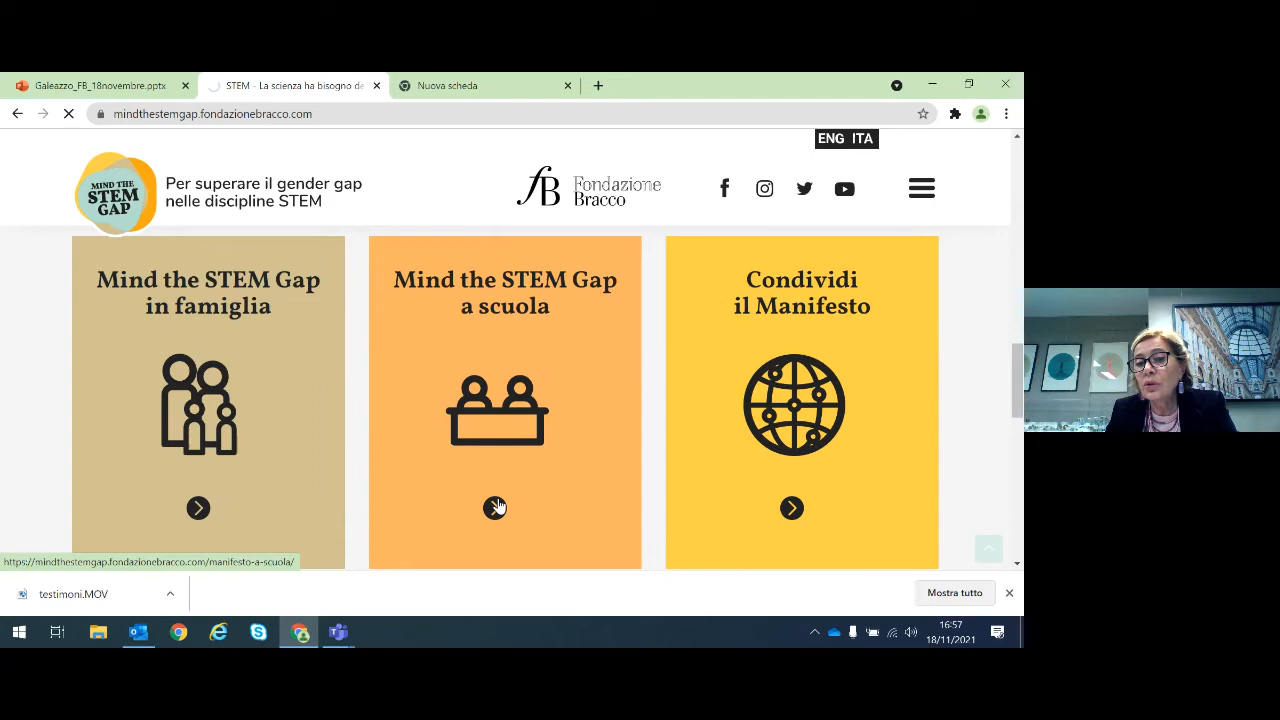 Galeazzo_FB_18novembre.pptx
STEM - La scienza ha bisogno de
Nuova scheda
mindthestemgap.fondazionebracco.com
ENG ITA
MIND THE
STEM
GAP
Per superare il gender gap
nelle discipline STEM
fB Fondazione
Bracco
Mind the STEM Gap
in famiglia
Mind the STEM Gap
a scuola
Condividi
il Manifesto
https://mindthestemgap.fondazionebracco.com/manifesto-a-scuola/
testimoni.MOV
Mostra tutto
16:57
18/11/2021